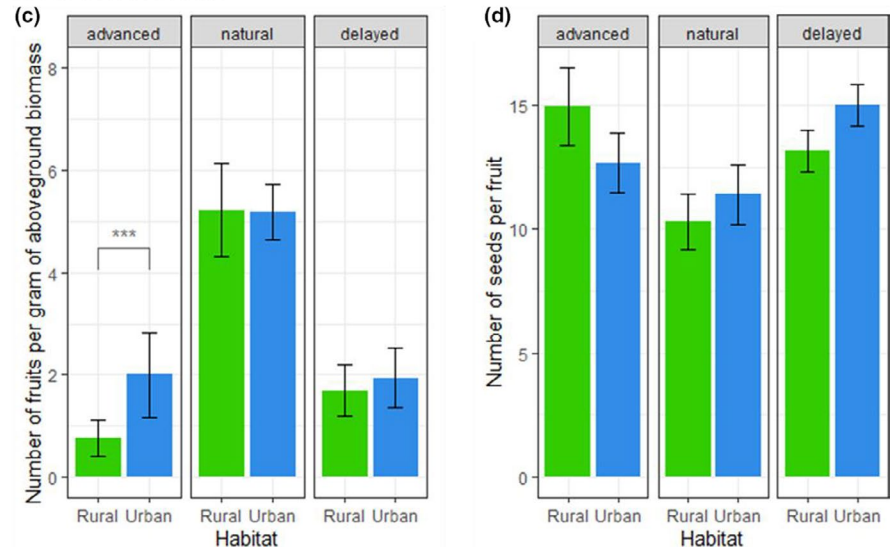 (c)
advanced natural delayed
Number of fruits per gram of aboveground biomass
8
6
4
2
0
***
Rural Urban Rural Urban Rural Urban
Habitat
(d)
advanced natural delayed
Number of seeds per fruit
15
10
5
0
Rural Urban Rural Urban Rural Urban
Habitat